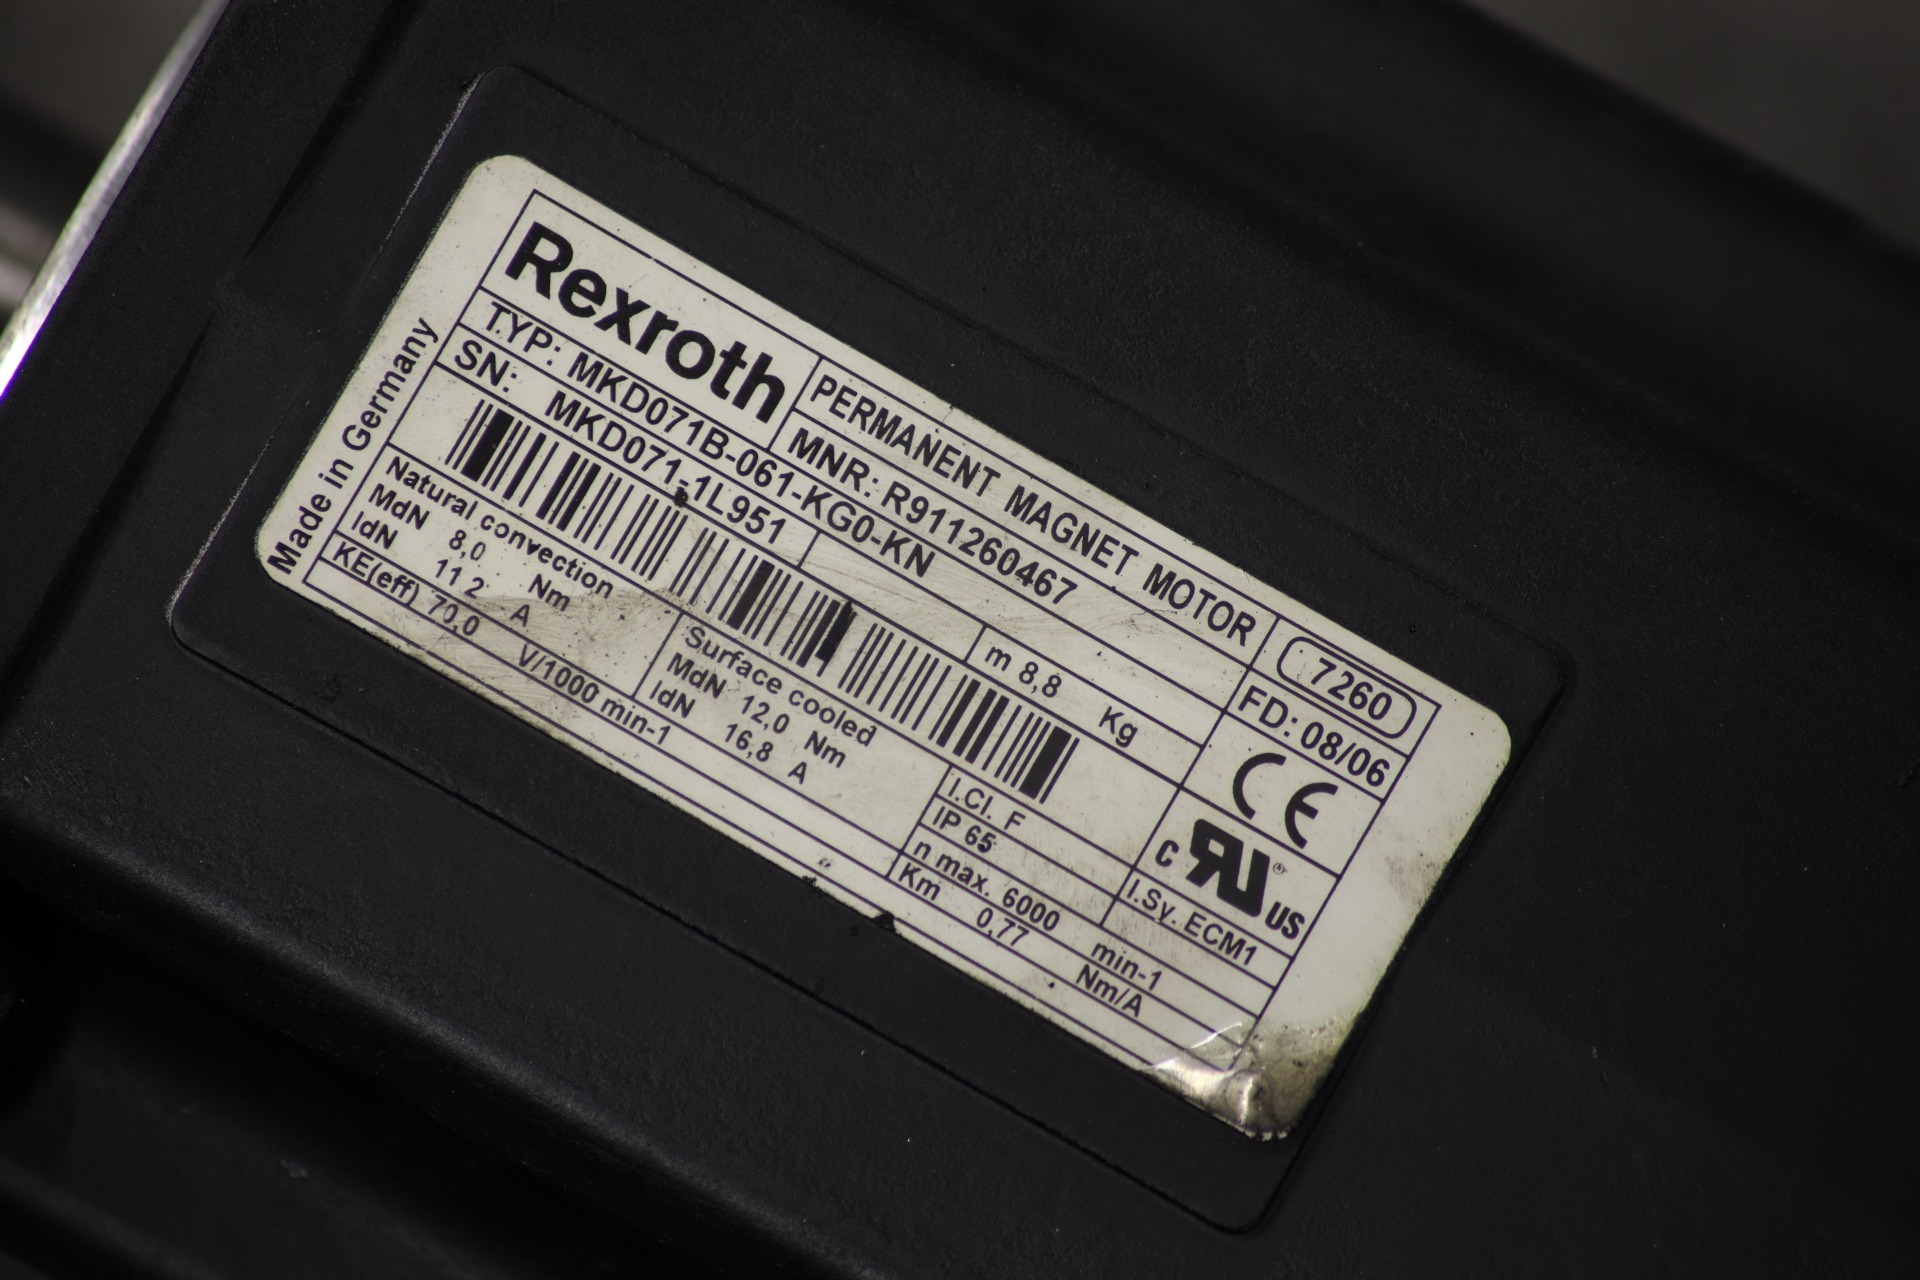 Rexroth
PERMANENT MAGNET MOTOR
7260
MNR: R911260467
FD: 08/06
TYP: MKD071B-061-KG0-KN
SN: MKD071-1L951
m 8,8 Kg
CE
c RU ® US
Natural convection
MdN 8,0 Nm
IdN 11 2 A
KE(eff) 70,0 V/1000 min-1
Surface cooled
MdN 12,0 Nm
IdN 16,8 A
I.Cl. F
IP 65
I.Sy. ECM1
n max. 6000 min-1
Km 0,77 Nm/A
Made in Germany